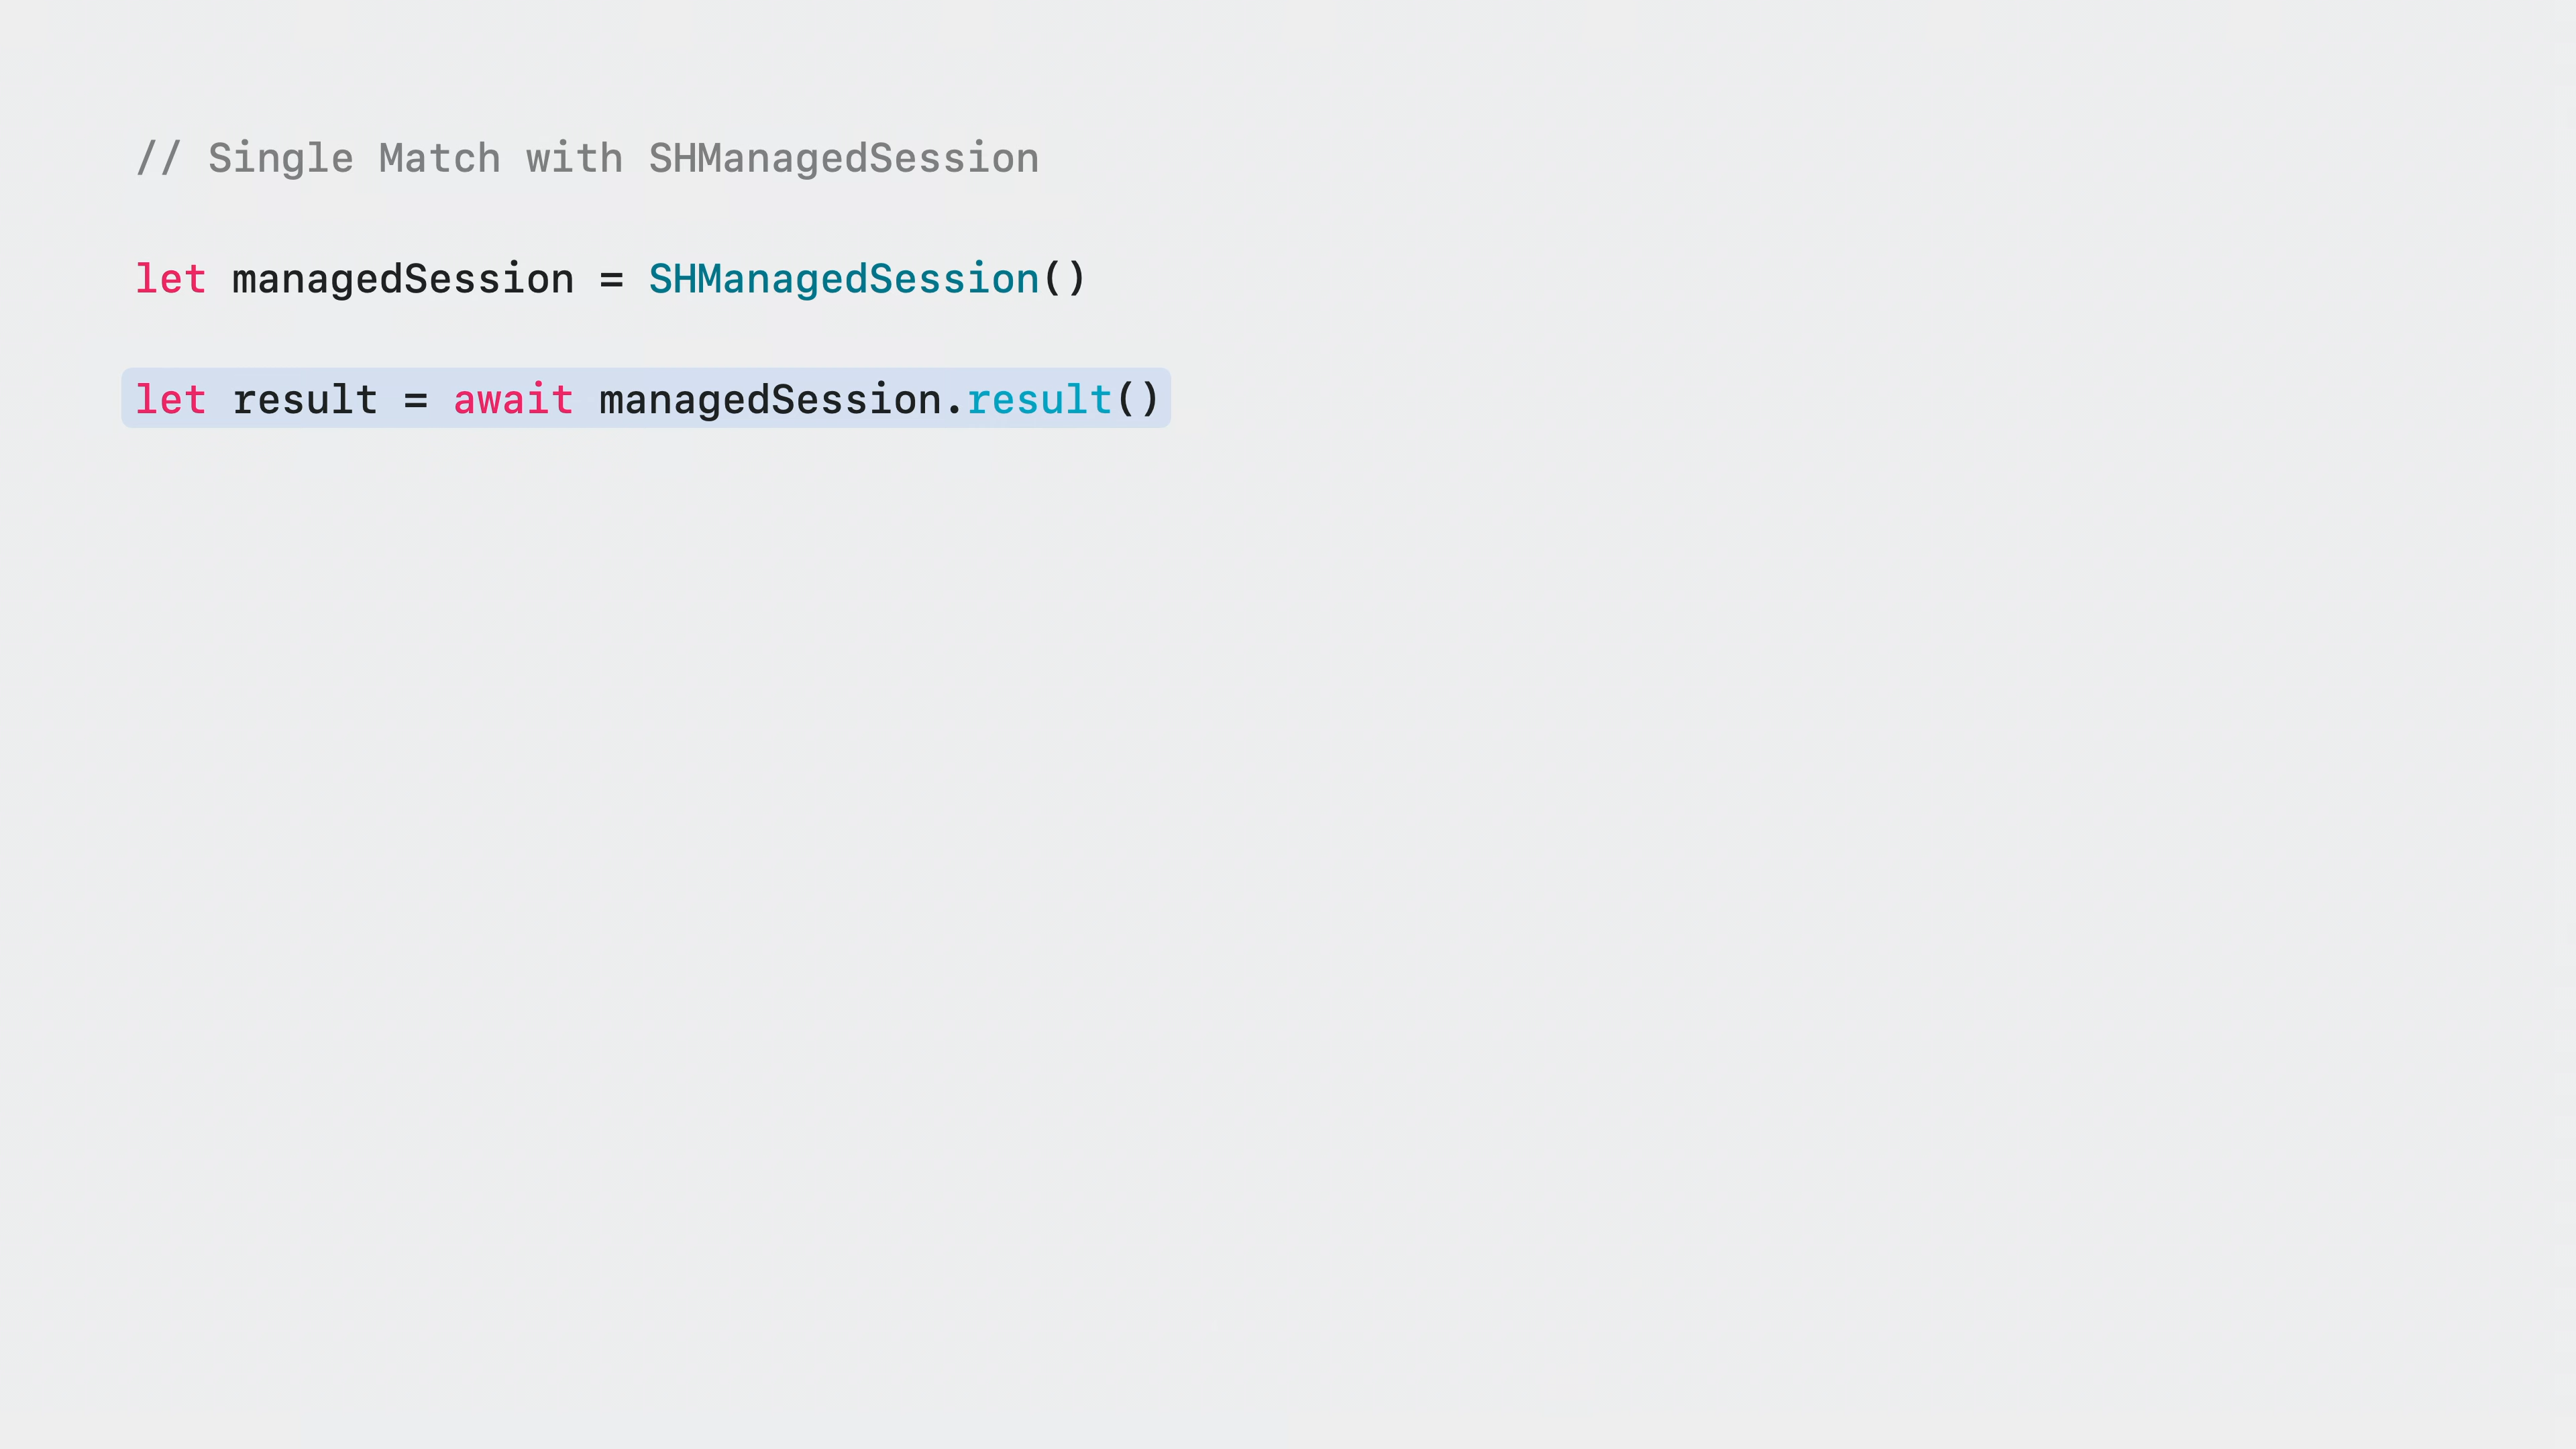 // Single Match with SHManagedSession
let managedSession = SHManagedSession()
let result = await managedSession.result()